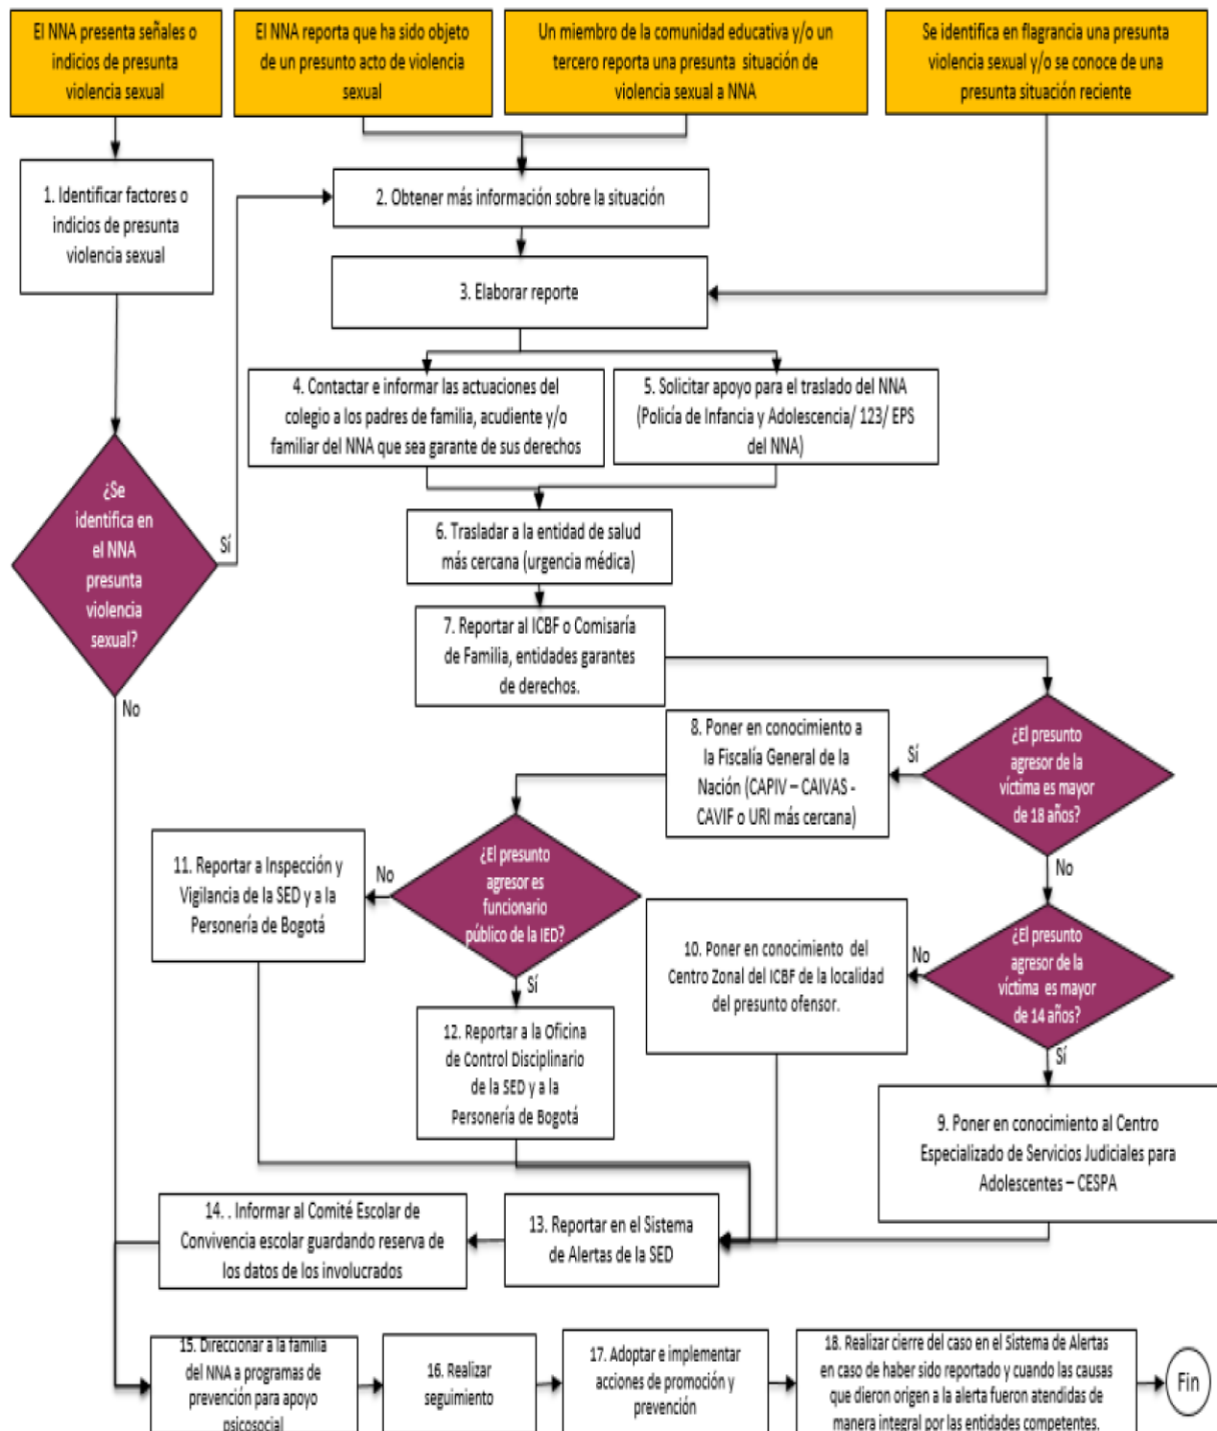 El NNA presenta señales o
indicios de presunta
violencia sexual
El NNA reporta que ha sido objeto
de un presunto acto de violencia
sexual
Un miembro de la comunidad educativa y/o un
tercero reporta una presunta situación de
violencia sexual a NNA
Se identifica en flagrancia una presunta
violencia sexual y/o se conoce de una
presunta situación reciente
1. Identificar factores o
indicios de presunta
violencia sexual
2. Obtener más información sobre la situación
3. Elaborar reporte
4. Contactar e informar las actuaciones del
colegio a los padres de familia, acudiente y/o
familiar del NNA que sea garante de sus derechos
5. Solicitar apoyo para el traslado del NNA
(Policía de Infancia y Adolescencia/ 123/ EPS
del NNA)
¿Se
identifica en
el NNA
presunta
violencia
sexual?
Sí
No
6. Trasladar a la entidad de salud
más cercana (urgencia médica)
7. Reportar al ICBF o Comisaría
de Familia, entidades garantes
de derechos.
¿El presunto
agresor de la
víctima es mayor
de 18 años?
Sí
No
8. Poner en conocimiento a
la Fiscalía General de la
Nación (CAPIV – CAIVAS -
CAVIF o URI más cercana)
¿El presunto
agresor es
funcionario
público de la IED?
No
Sí
11. Reportar a Inspección y
Vigilancia de la SED y a la
Personería de Bogotá
¿El presunto
agresor de la
víctima es mayor
de 14 años?
No
Sí
10. Poner en conocimiento del
Centro Zonal del ICBF de la localidad
del presunto ofensor.
12. Reportar a la Oficina
de Control Disciplinario
de la SED y a la
Personería de Bogotá
9. Poner en conocimiento al Centro
Especializado de Servicios Judiciales para
Adolescentes – CESPA
14. . Informar al Comité Escolar de
Convivencia escolar guardando reserva de
los datos de los involucrados
13. Reportar en el Sistema
de Alertas de la SED
15. Direccionar a la familia
del NNA a programas de
prevención para apoyo
psicosocial
16. Realizar
seguimiento
17. Adoptar e implementar
acciones de promoción y
prevención
18. Realizar cierre del caso en el Sistema de Alertas
en caso de haber sido reportado y cuando las causas
que dieron origen a la alerta fueron atendidas de
manera integral por las entidades competentes.
Fin